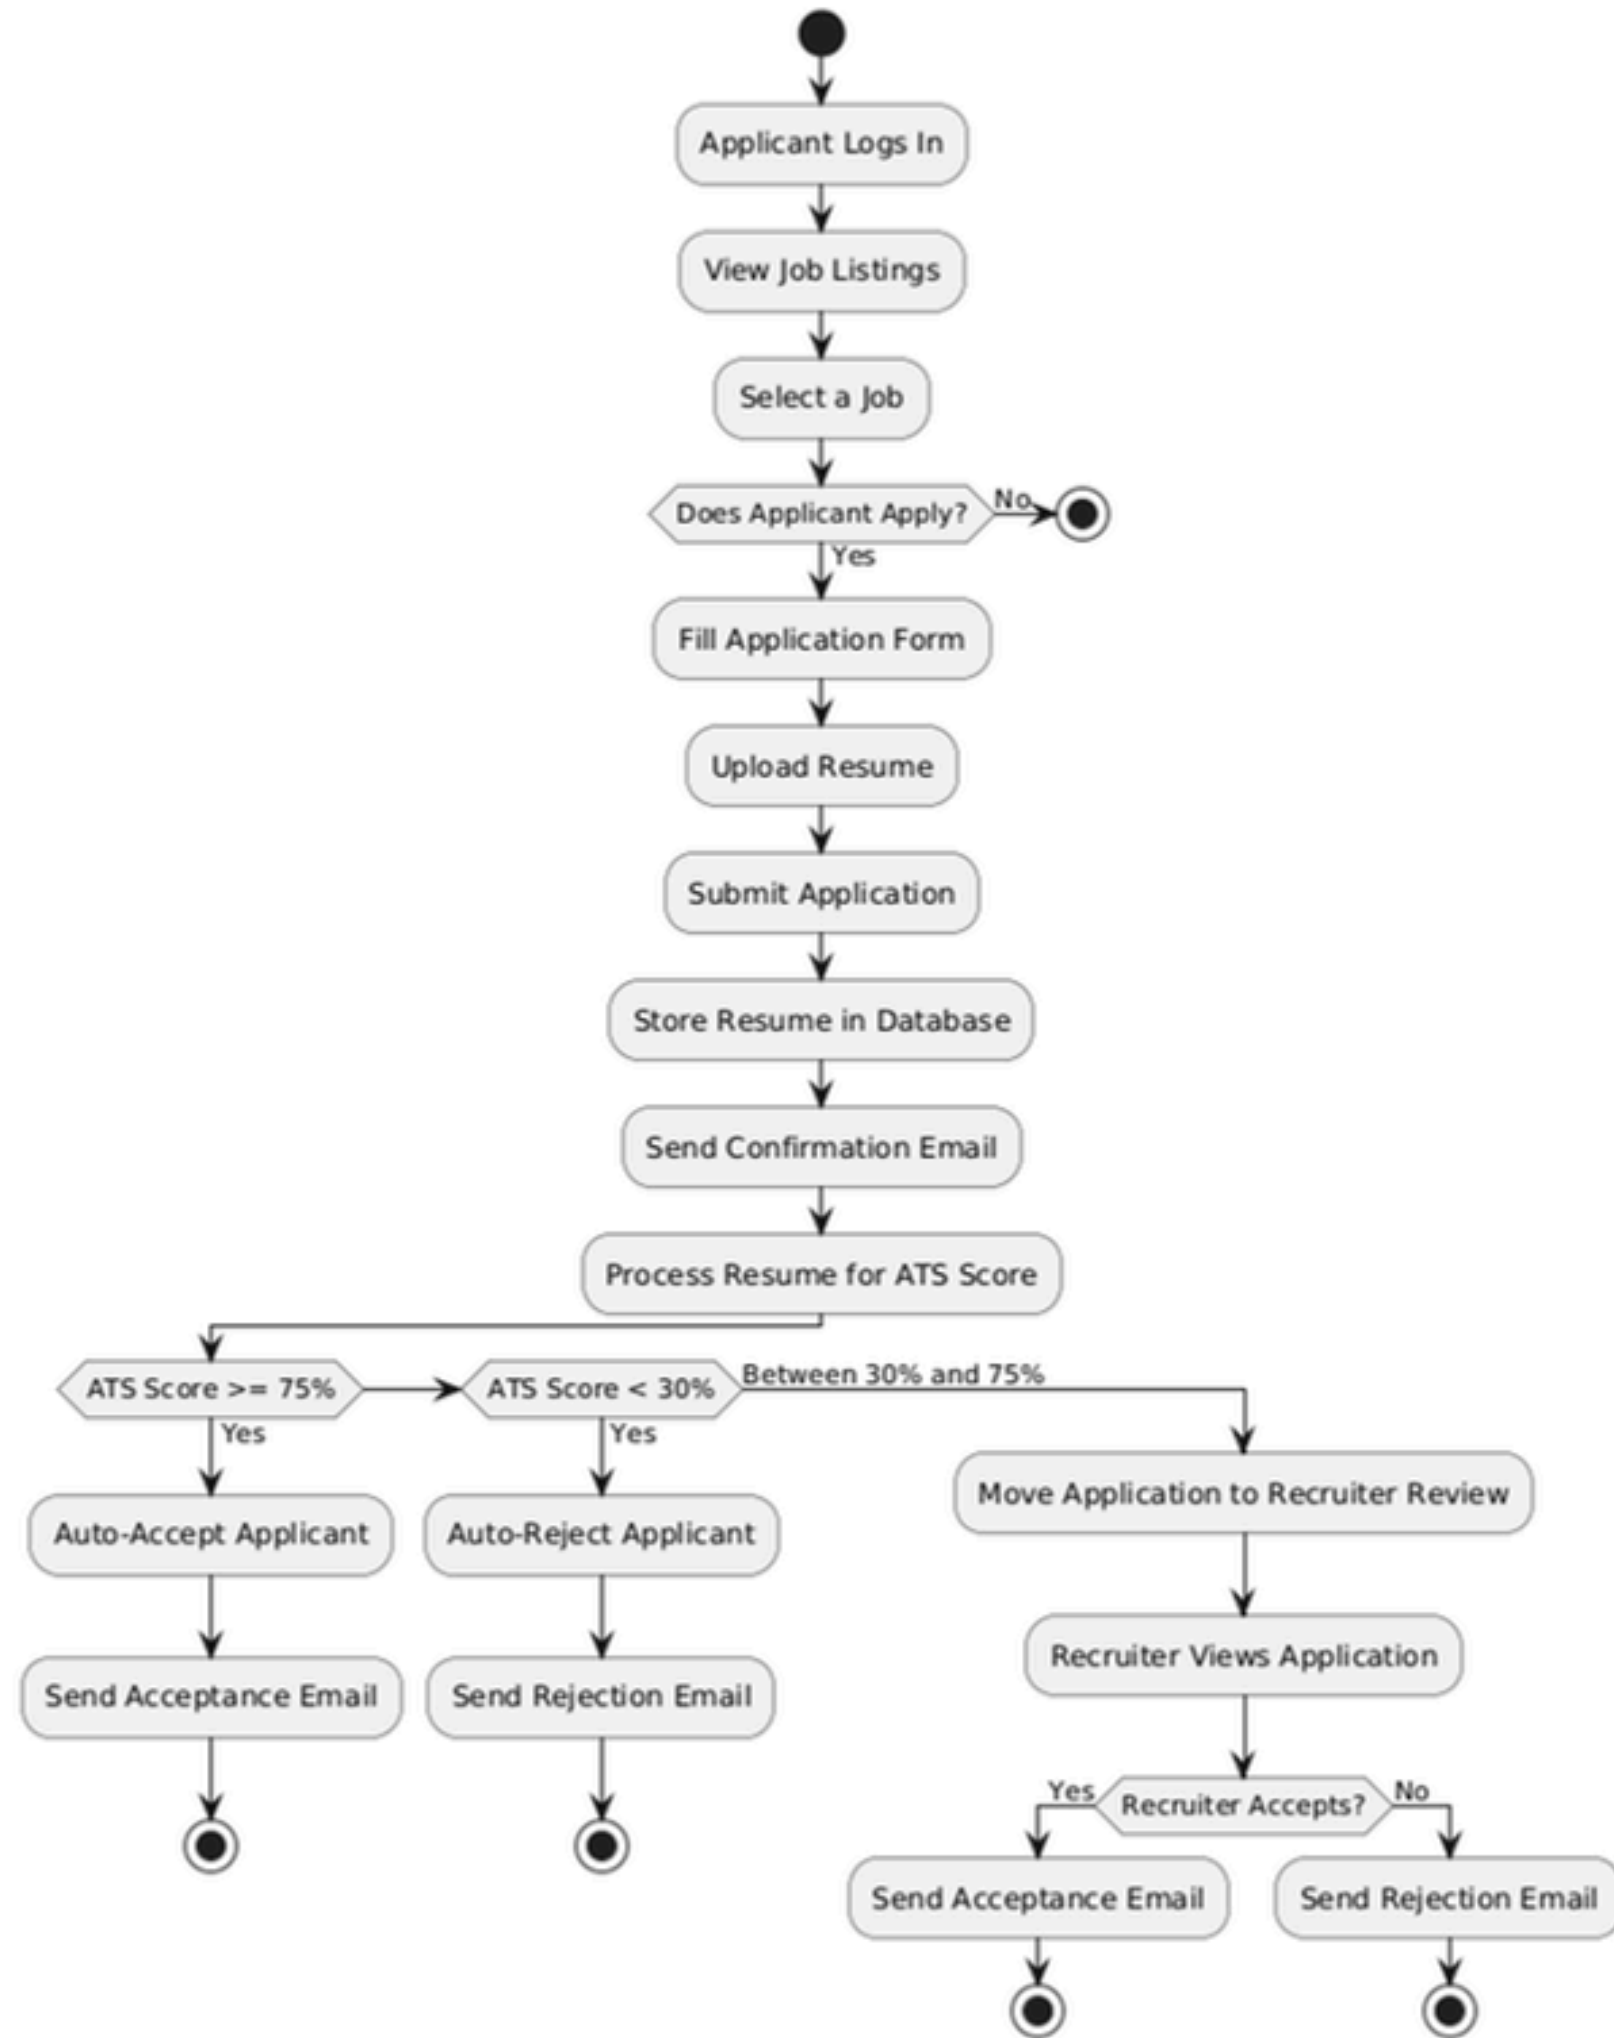 Applicant Logs In
View Job Listings
Select a Job
Does Applicant Apply?
No
Yes
Fill Application Form
Upload Resume
Submit Application
Store Resume in Database
Send Confirmation Email
Process Resume for ATS Score
ATS Score >= 75%
ATS Score < 30%
Between 30% and 75%
Yes
Yes
Auto-Accept Applicant
Auto-Reject Applicant
Move Application to Recruiter Review
Send Acceptance Email
Send Rejection Email
Recruiter Views Application
Yes
Recruiter Accepts?
No
Send Acceptance Email
Send Rejection Email